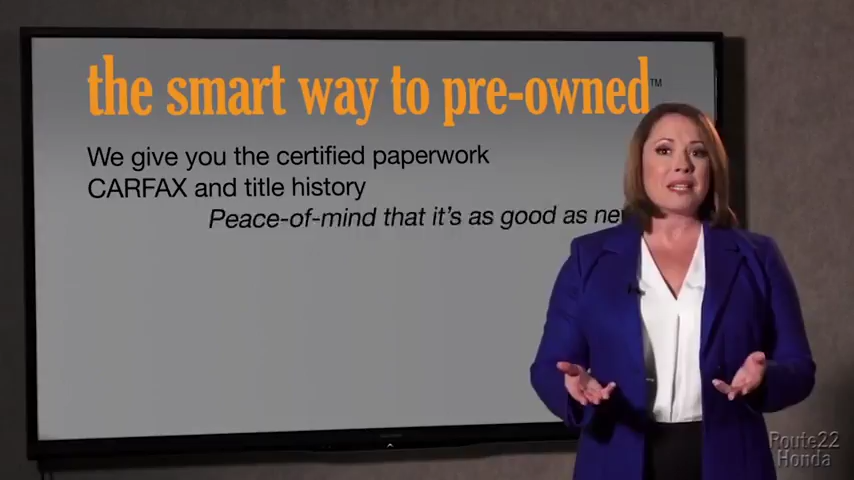 the smart way to pre-owned™
We give you the certified paperwork
CARFAX and title history
Peace-of-mind that it's as good as
Route22
Honda